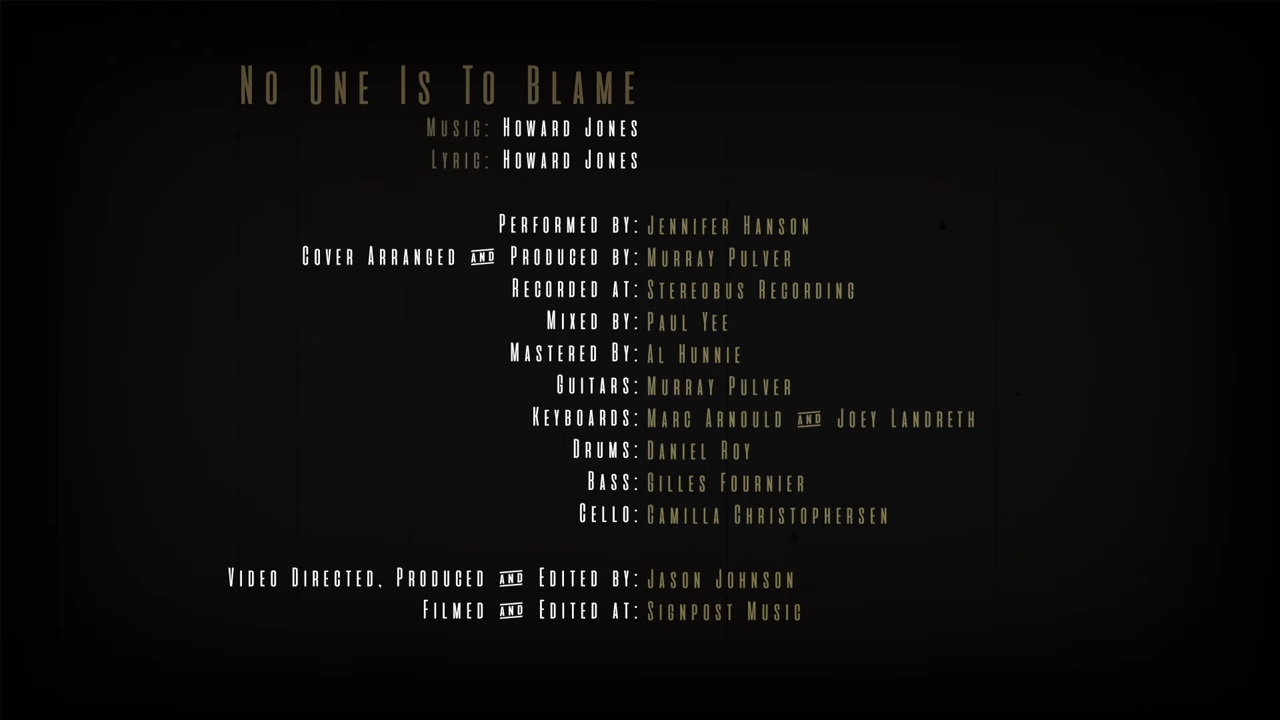 No One Is To Blame
Music: Howard Jones
Lyric: Howard Jones
Performed by: Jennifer Hanson
Cover Arranged and Produced by: Murray Pulver
Recorded at: Stereobus Recording
Mixed by: Paul Yee
Mastered By: Al Hunnie
Guitars: Murray Pulver
Keyboards: Marc Arnould and Joey Landreth
Drums: Daniel Roy
Bass: Gilles Fournier
Cello: Camilla Christophersen
Video Directed, Produced and Edited by: Jason Johnson
Filmed and Edited at: Signpost Music